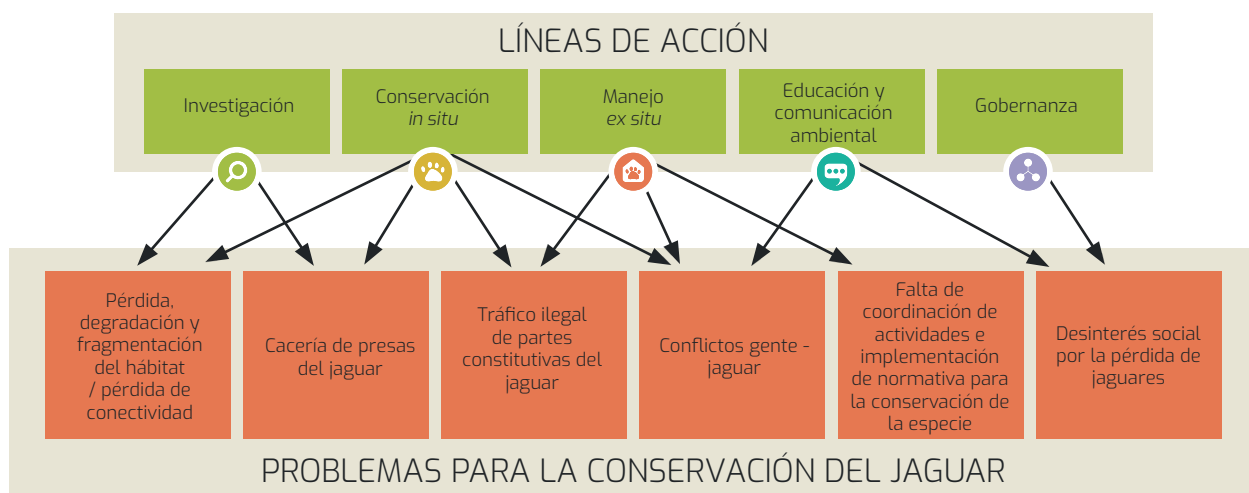 LÍNEAS DE ACCIÓN
Investigación
Conservación
in situ
Manejo
ex situ
Educación y
comunicación
ambiental
Gobernanza
Pérdida,
degradación y
fragmentación
del hábitat
/ pérdida de
conectividad
Cacería de presas
del jaguar
Tráfico ilegal
de partes
constitutivas del
jaguar
Conflictos gente -
jaguar
Falta de
coordinación de
actividades e
implementación
de normativa para
la conservación de
la especie
Desinterés social
por la pérdida de
jaguares
PROBLEMAS PARA LA CONSERVACIÓN DEL JAGUAR